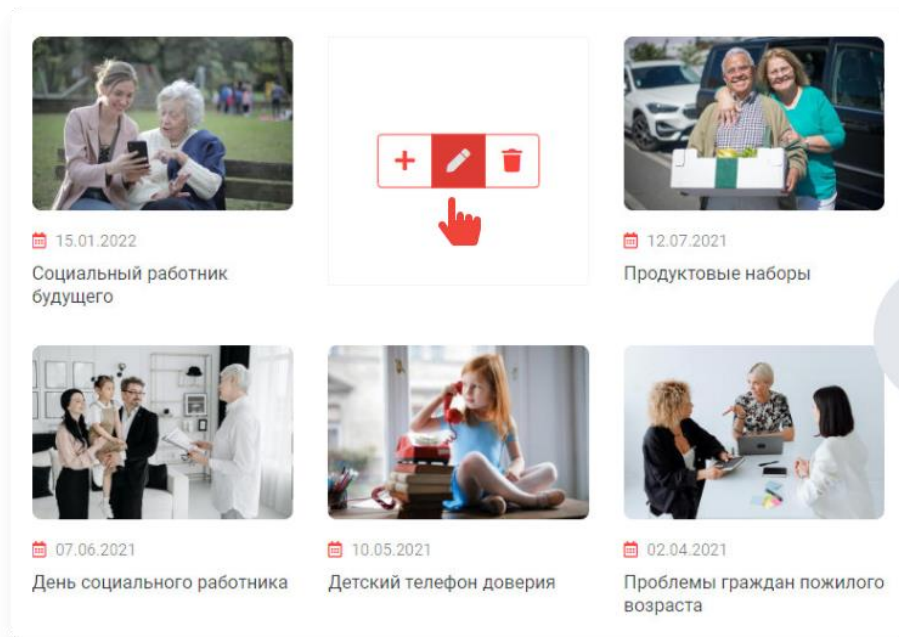 15.01.2022
Социальный работник
будущего
12.07.2021
Продуктовые наборы
07.06.2021
День социального работника
10.05.2021
Детский телефон доверия
02.04.2021
Проблемы граждан пожилого
возраста